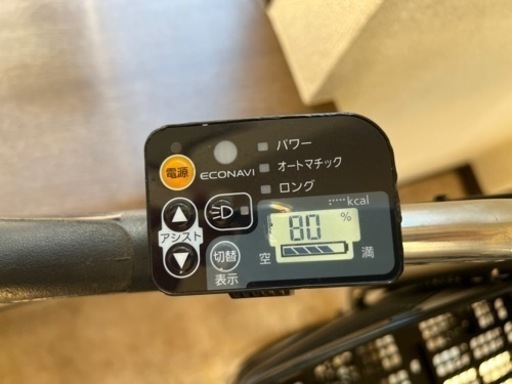 パワー
電源 ECONAVI オートマチック
ロング
kcal
アシスト
80 %
切替
表示
空 満